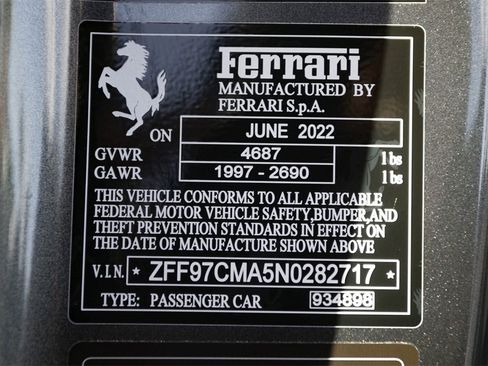 Ferrari
MANUFACTURED BY
FERRARI S.p.A.
ON JUNE 2022
GVWR 4687 lbs
GAWR 1997 - 2690 lbs
THIS VEHICLE CONFORMS TO ALL APPLICABLE
FEDERAL MOTOR VEHICLE SAFETY,BUMPER,AND
THEFT PREVENTION STANDARDS IN EFFECT ON
THE DATE OF MANUFACTURE SHOWN ABOVE
V.I.N. * ZFF97CMA5N0282717 *
TYPE: PASSENGER CAR 934898